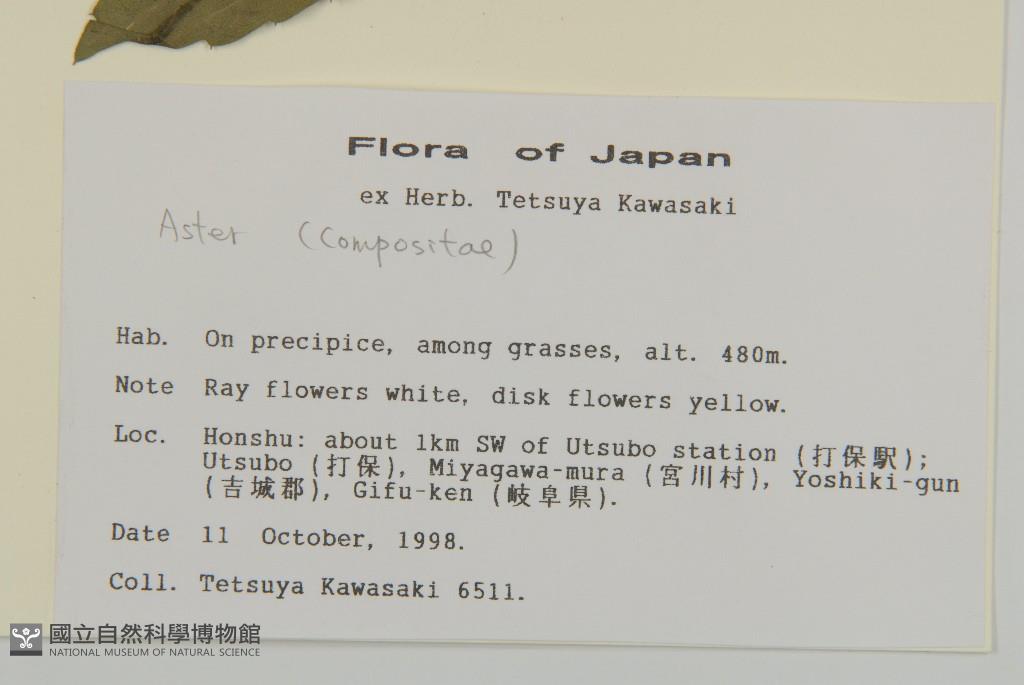 Flora of Japan
ex Herb. Tetsuya Kawasaki
Aster (Compositae)
Hab. On precipice, among grasses, alt. 480m.
Note Ray flowers white, disk flowers yellow.
Loc. Honshu: about 1km SW of Utsubo station (打保駅);
Utsubo (打保), Miyagawa-mura (宮川村), Yoshiki-gun
(吉城郡), Gifu-ken (岐阜県).
Date 11 October, 1998.
Coll. Tetsuya Kawasaki 6511.
國立自然科學博物館
NATIONAL MUSEUM OF NATURAL SCIENCE